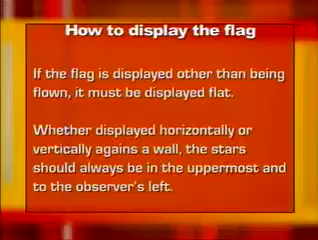 How to display the flag
If the flag is displayed other than being
flown, it must be displayed flat.
Whether displayed horizontally or
vertically agains a wall, the stars
should always be in the uppermost and
to the observer's left.